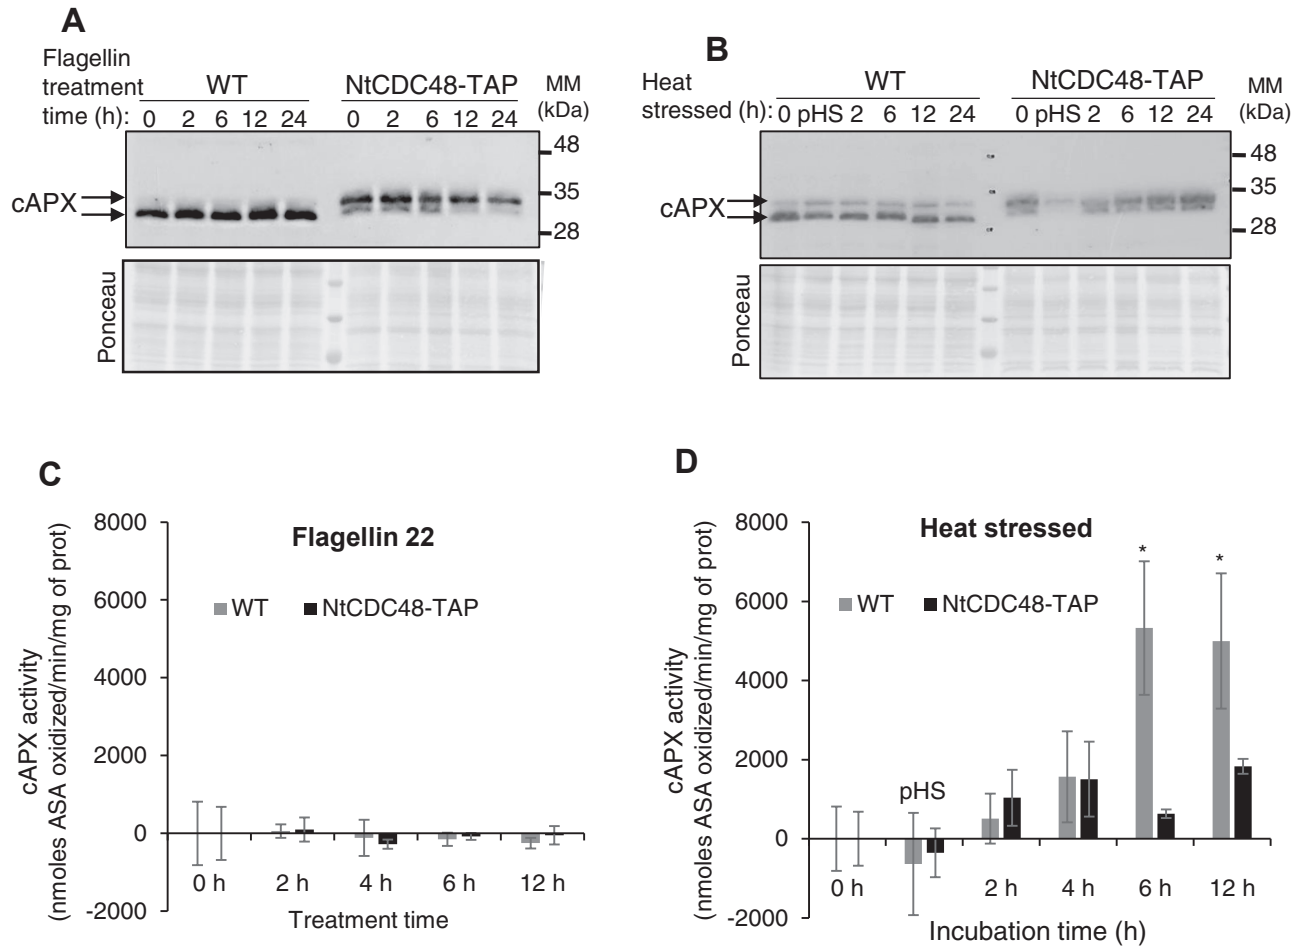 A
Flagellin
treatment
time (h):
WT
NtCDC48-TAP
MM
(kDa)
0 2 6 12 24
0 2 6 12 24
48
35
28
cAPX
Ponceau
B
Heat
stressed (h):
WT
NtCDC48-TAP
MM
(kDa)
0 pHS 2 6 12 24
0 pHS 2 6 12 24
48
35
28
cAPX
Ponceau
C
Flagellin 22
WT
NtCDC48-TAP
cAPX activity
(nmoles ASA oxidized/min/mg of prot)
8000
6000
4000
2000
0
-2000
0 h 2 h 4 h 6 h 12 h
Treatment time
D
Heat stressed
WT
NtCDC48-TAP
cAPX activity
(nmoles ASA oxidized/min/mg of prot)
8000
6000
4000
2000
0
-2000
pHS
* *
0 h 2 h 4 h 6 h 12 h
Incubation time (h)